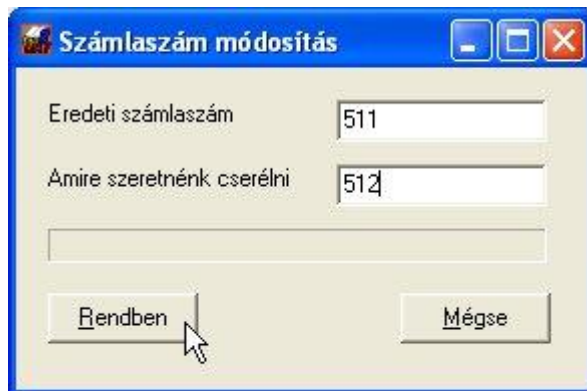 Számlaszám módosítás
Eredeti számlaszám 511
Amire szeretnénk cserélni 512
Rendben Mégse